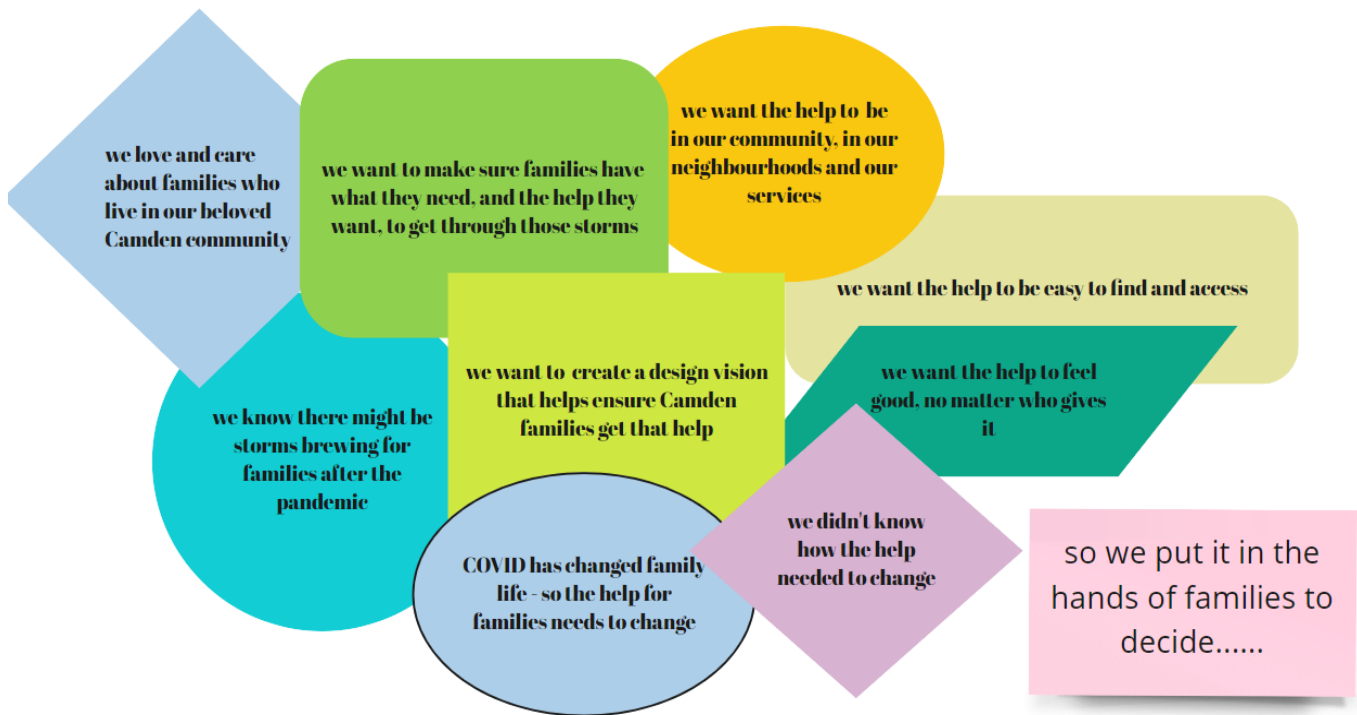 we love and care
about families who
live in our beloved
Camden community
we want to make sure families have
what they need, and the help they
want, to get through those storms
we want the help to be
in our community, in our
neighbourhoods and our
services
we want the help to be easy to find and access
we know there might be
storms brewing for
families after the
pandemic
we want to create a design vision
that helps ensure Camden
families get that help
we want the help to feel
good, no matter who gives
it
COVID has changed family
life - so the help for
families needs to change
we didn't know
how the help
needed to change
so we put it in the
hands of families to
decide......